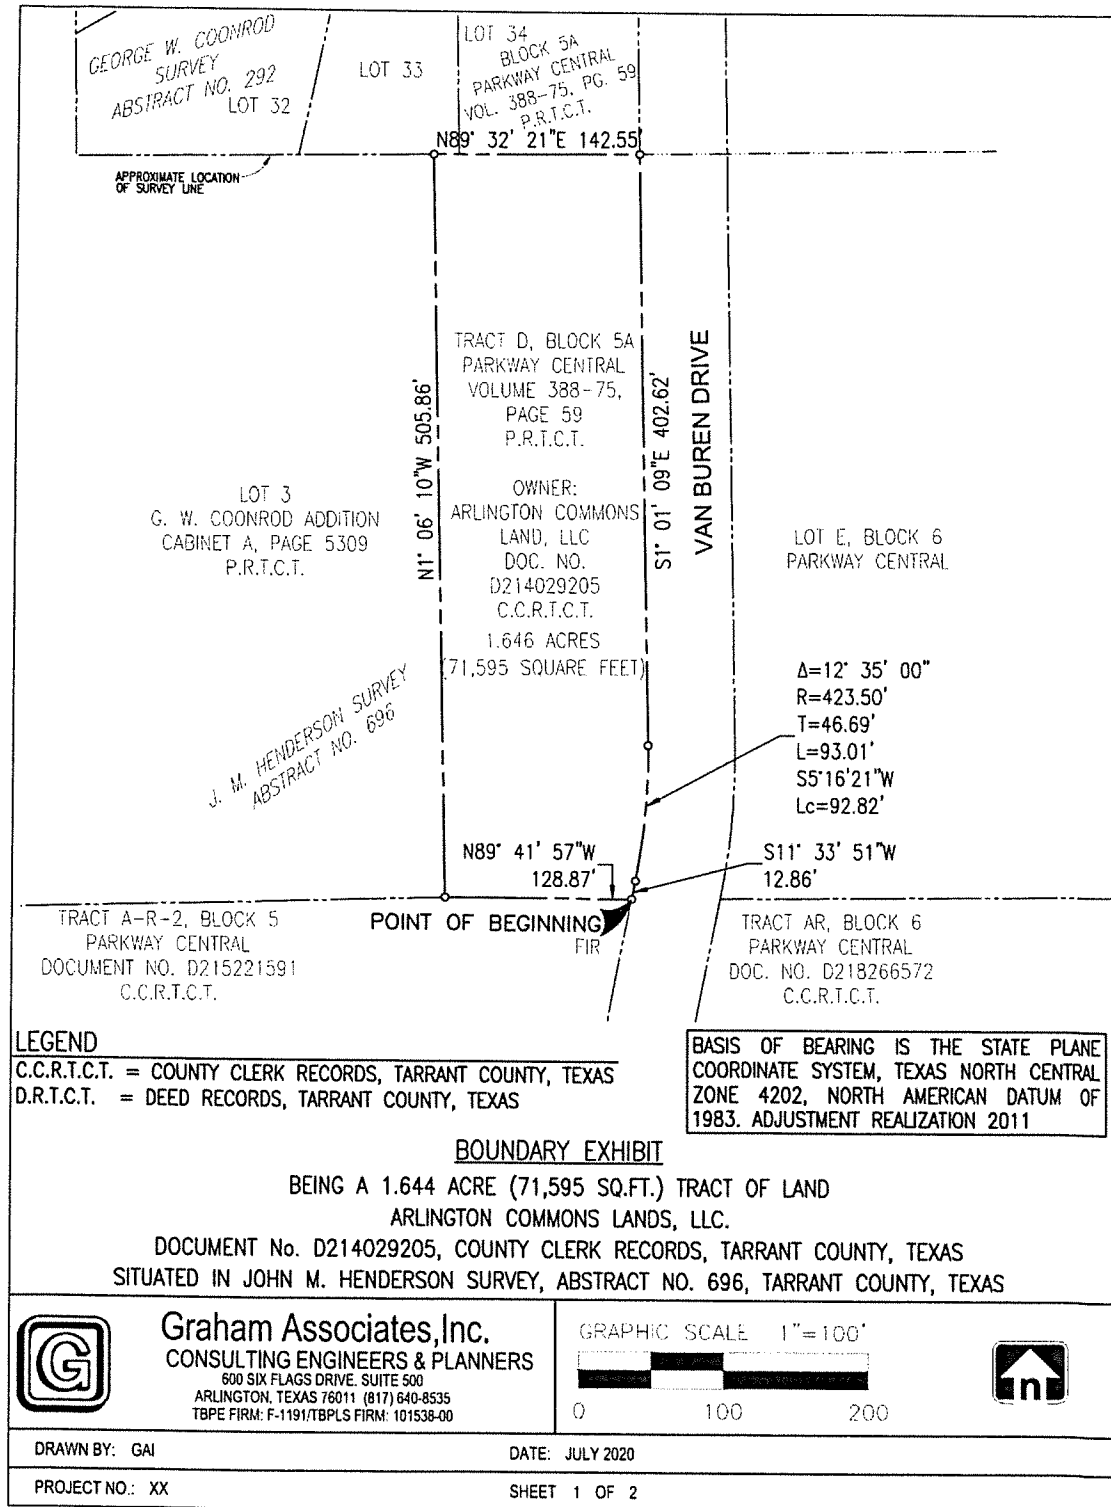 GEORGE W. COONROD
SURVEY
ABSTRACT NO. 292
LOT 32
LOT 33
LOT 34
BLOCK 5A
PARKWAY CENTRAL
VOL. 388-75, PG. 59
P.R.T.C.T.
N89° 32' 21"E 142.55'
APPROXIMATE LOCATION
OF SURVEY LINE
TRACT D, BLOCK 5A
PARKWAY CENTRAL
VOLUME 388-75,
PAGE 59
P.R.T.C.T.
OWNER:
ARLINGTON COMMONS
LAND, LLC
DOC. NO.
D214029205
C.C.R.T.C.T.
1.646 ACRES
(71,595 SQUARE FEET)
N1° 06' 10"W 505.86'
S1° 01' 09"E 402.62'
VAN BUREN DRIVE
LOT 3
G. W. COONROD ADDITION
CABINET A, PAGE 5309
P.R.T.C.T.
LOT E, BLOCK 6
PARKWAY CENTRAL
J. M. HENDERSON SURVEY
ABSTRACT NO. 696
Δ=12° 35' 00"
R=423.50'
T=46.69'
L=93.01'
S5°16'21"W
Lc=92.82'
N89° 41' 57"W
128.87'
S11° 33' 51"W
12.86'
POINT OF BEGINNING
FIR
TRACT A-R-2, BLOCK 5
PARKWAY CENTRAL
DOCUMENT NO. D215221591
C.C.R.T.C.T.
TRACT AR, BLOCK 6
PARKWAY CENTRAL
DOC. NO. D218266572
C.C.R.T.C.T.
LEGEND
C.C.R.T.C.T. = COUNTY CLERK RECORDS, TARRANT COUNTY, TEXAS
D.R.T.C.T. = DEED RECORDS, TARRANT COUNTY, TEXAS
BASIS OF BEARING IS THE STATE PLANE
COORDINATE SYSTEM, TEXAS NORTH CENTRAL
ZONE 4202, NORTH AMERICAN DATUM OF
1983. ADJUSTMENT REALIZATION 2011
BOUNDARY EXHIBIT
BEING A 1.644 ACRE (71,595 SQ.FT.) TRACT OF LAND
ARLINGTON COMMONS LANDS, LLC.
DOCUMENT No. D214029205, COUNTY CLERK RECORDS, TARRANT COUNTY, TEXAS
SITUATED IN JOHN M. HENDERSON SURVEY, ABSTRACT NO. 696, TARRANT COUNTY, TEXAS
G
Graham Associates,Inc.
CONSULTING ENGINEERS & PLANNERS
600 SIX FLAGS DRIVE, SUITE 500
ARLINGTON, TEXAS 76011 (817) 640-8535
TBPE FIRM: F-1191/TBPLS FIRM: 101538-00
GRAPHIC SCALE 1"=100'
0 100 200
n
DRAWN BY: GAI
DATE: JULY 2020
PROJECT NO.: XX
SHEET 1 OF 2